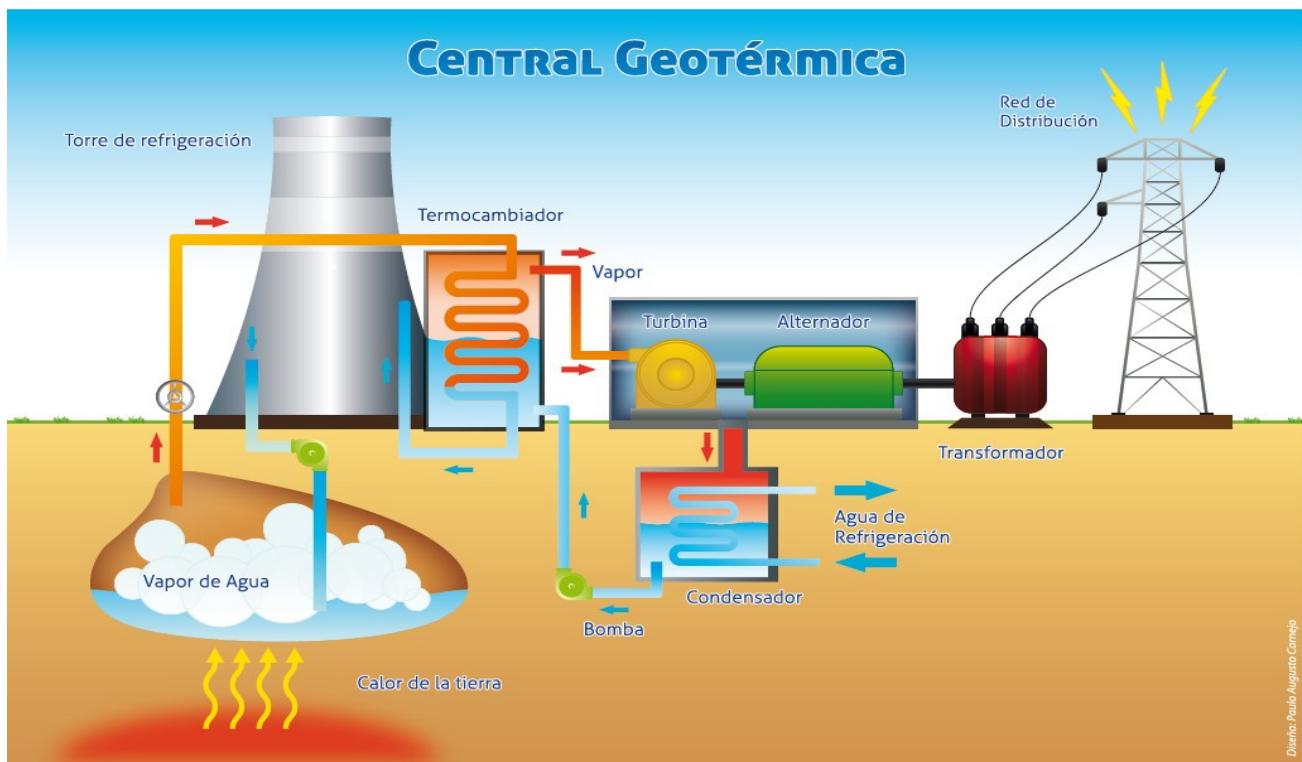 Central Geotérmica
Red de
Distribución
Torre de refrigeración
Termocambiador
Vapor
Turbina
Alternador
Transformador
Agua de
Refrigeración
Vapor de Agua
Condensador
Bomba
Calor de la tierra
Diseño: Paulo Augusto Cornejo